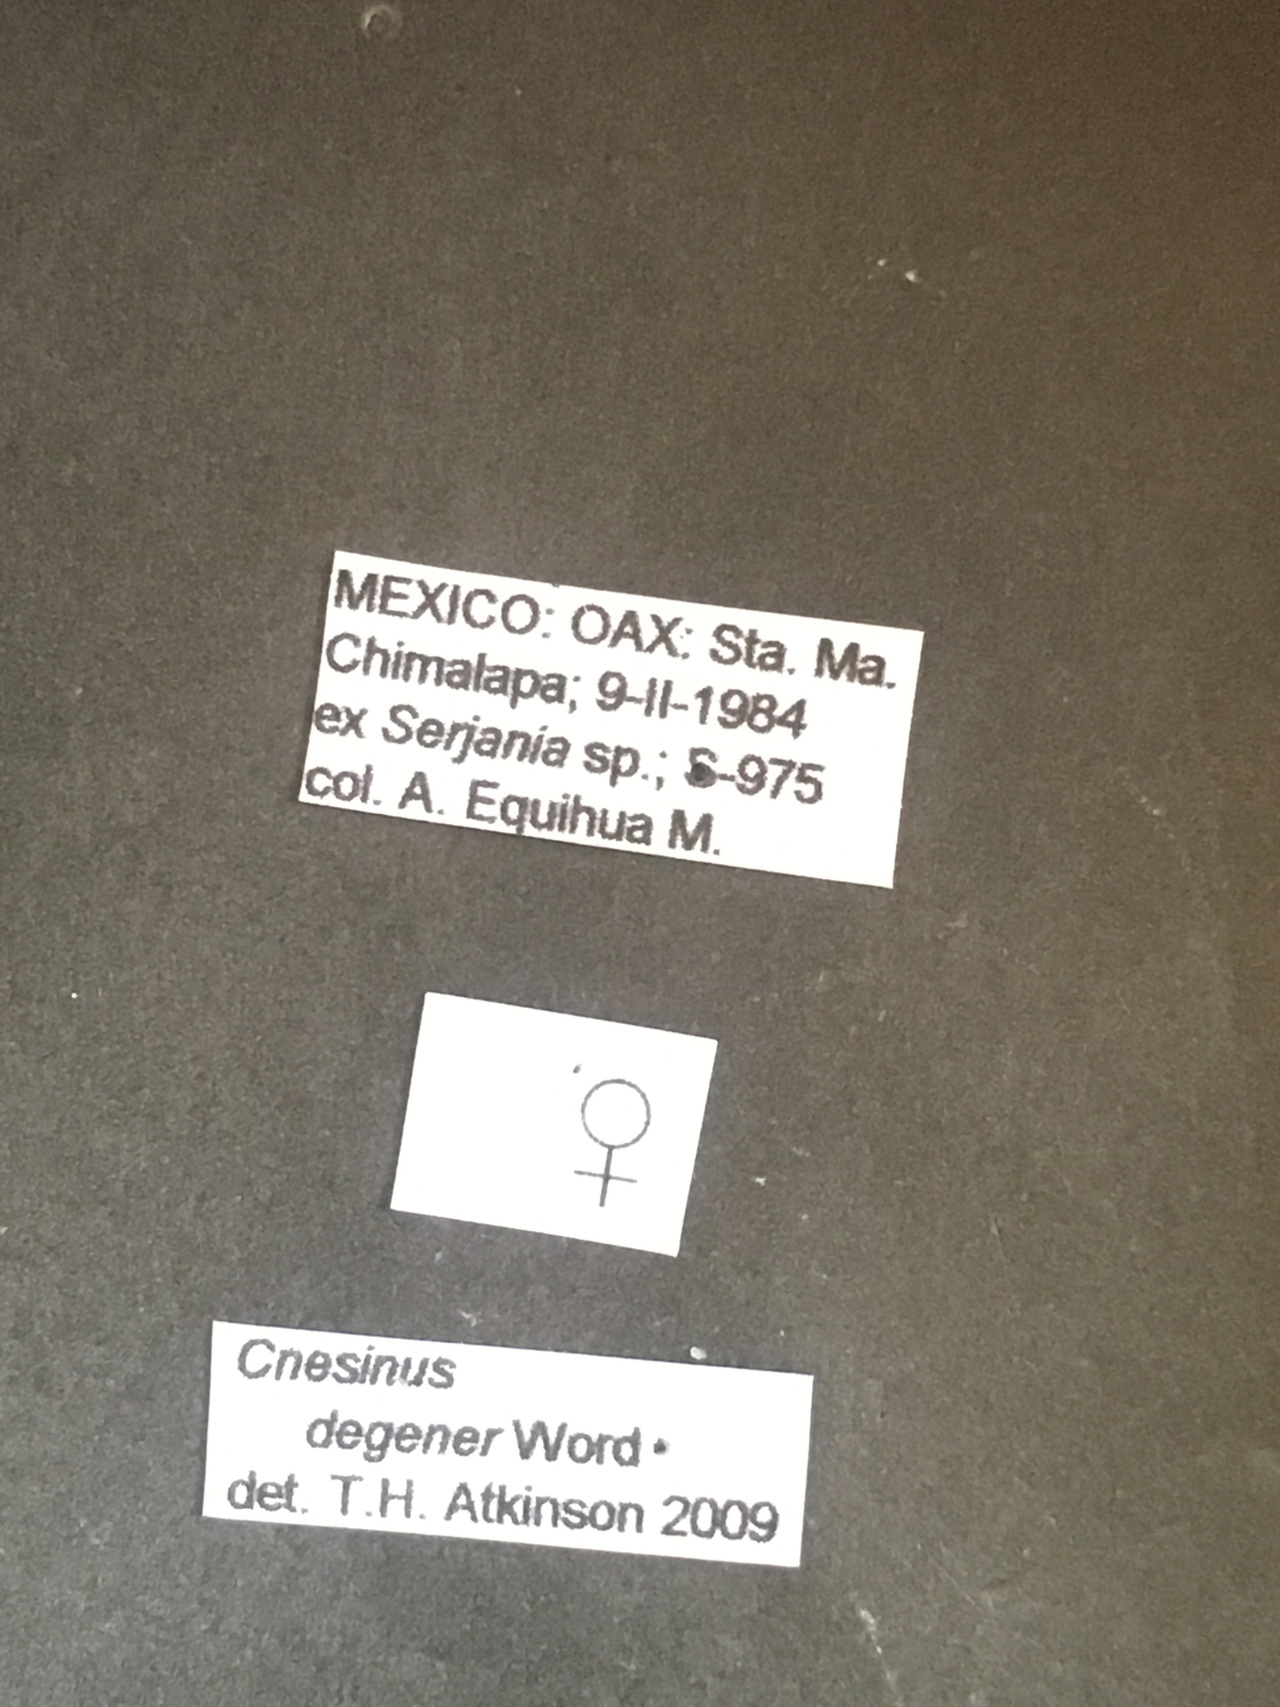 MEXICO: OAX: Sta. Ma.
Chimalapa; 9-II-1984
ex Serjania sp.; S-975
col. A. Equihua M.
♀
Cnesinus
degener Word
det. T.H. Atkinson 2009